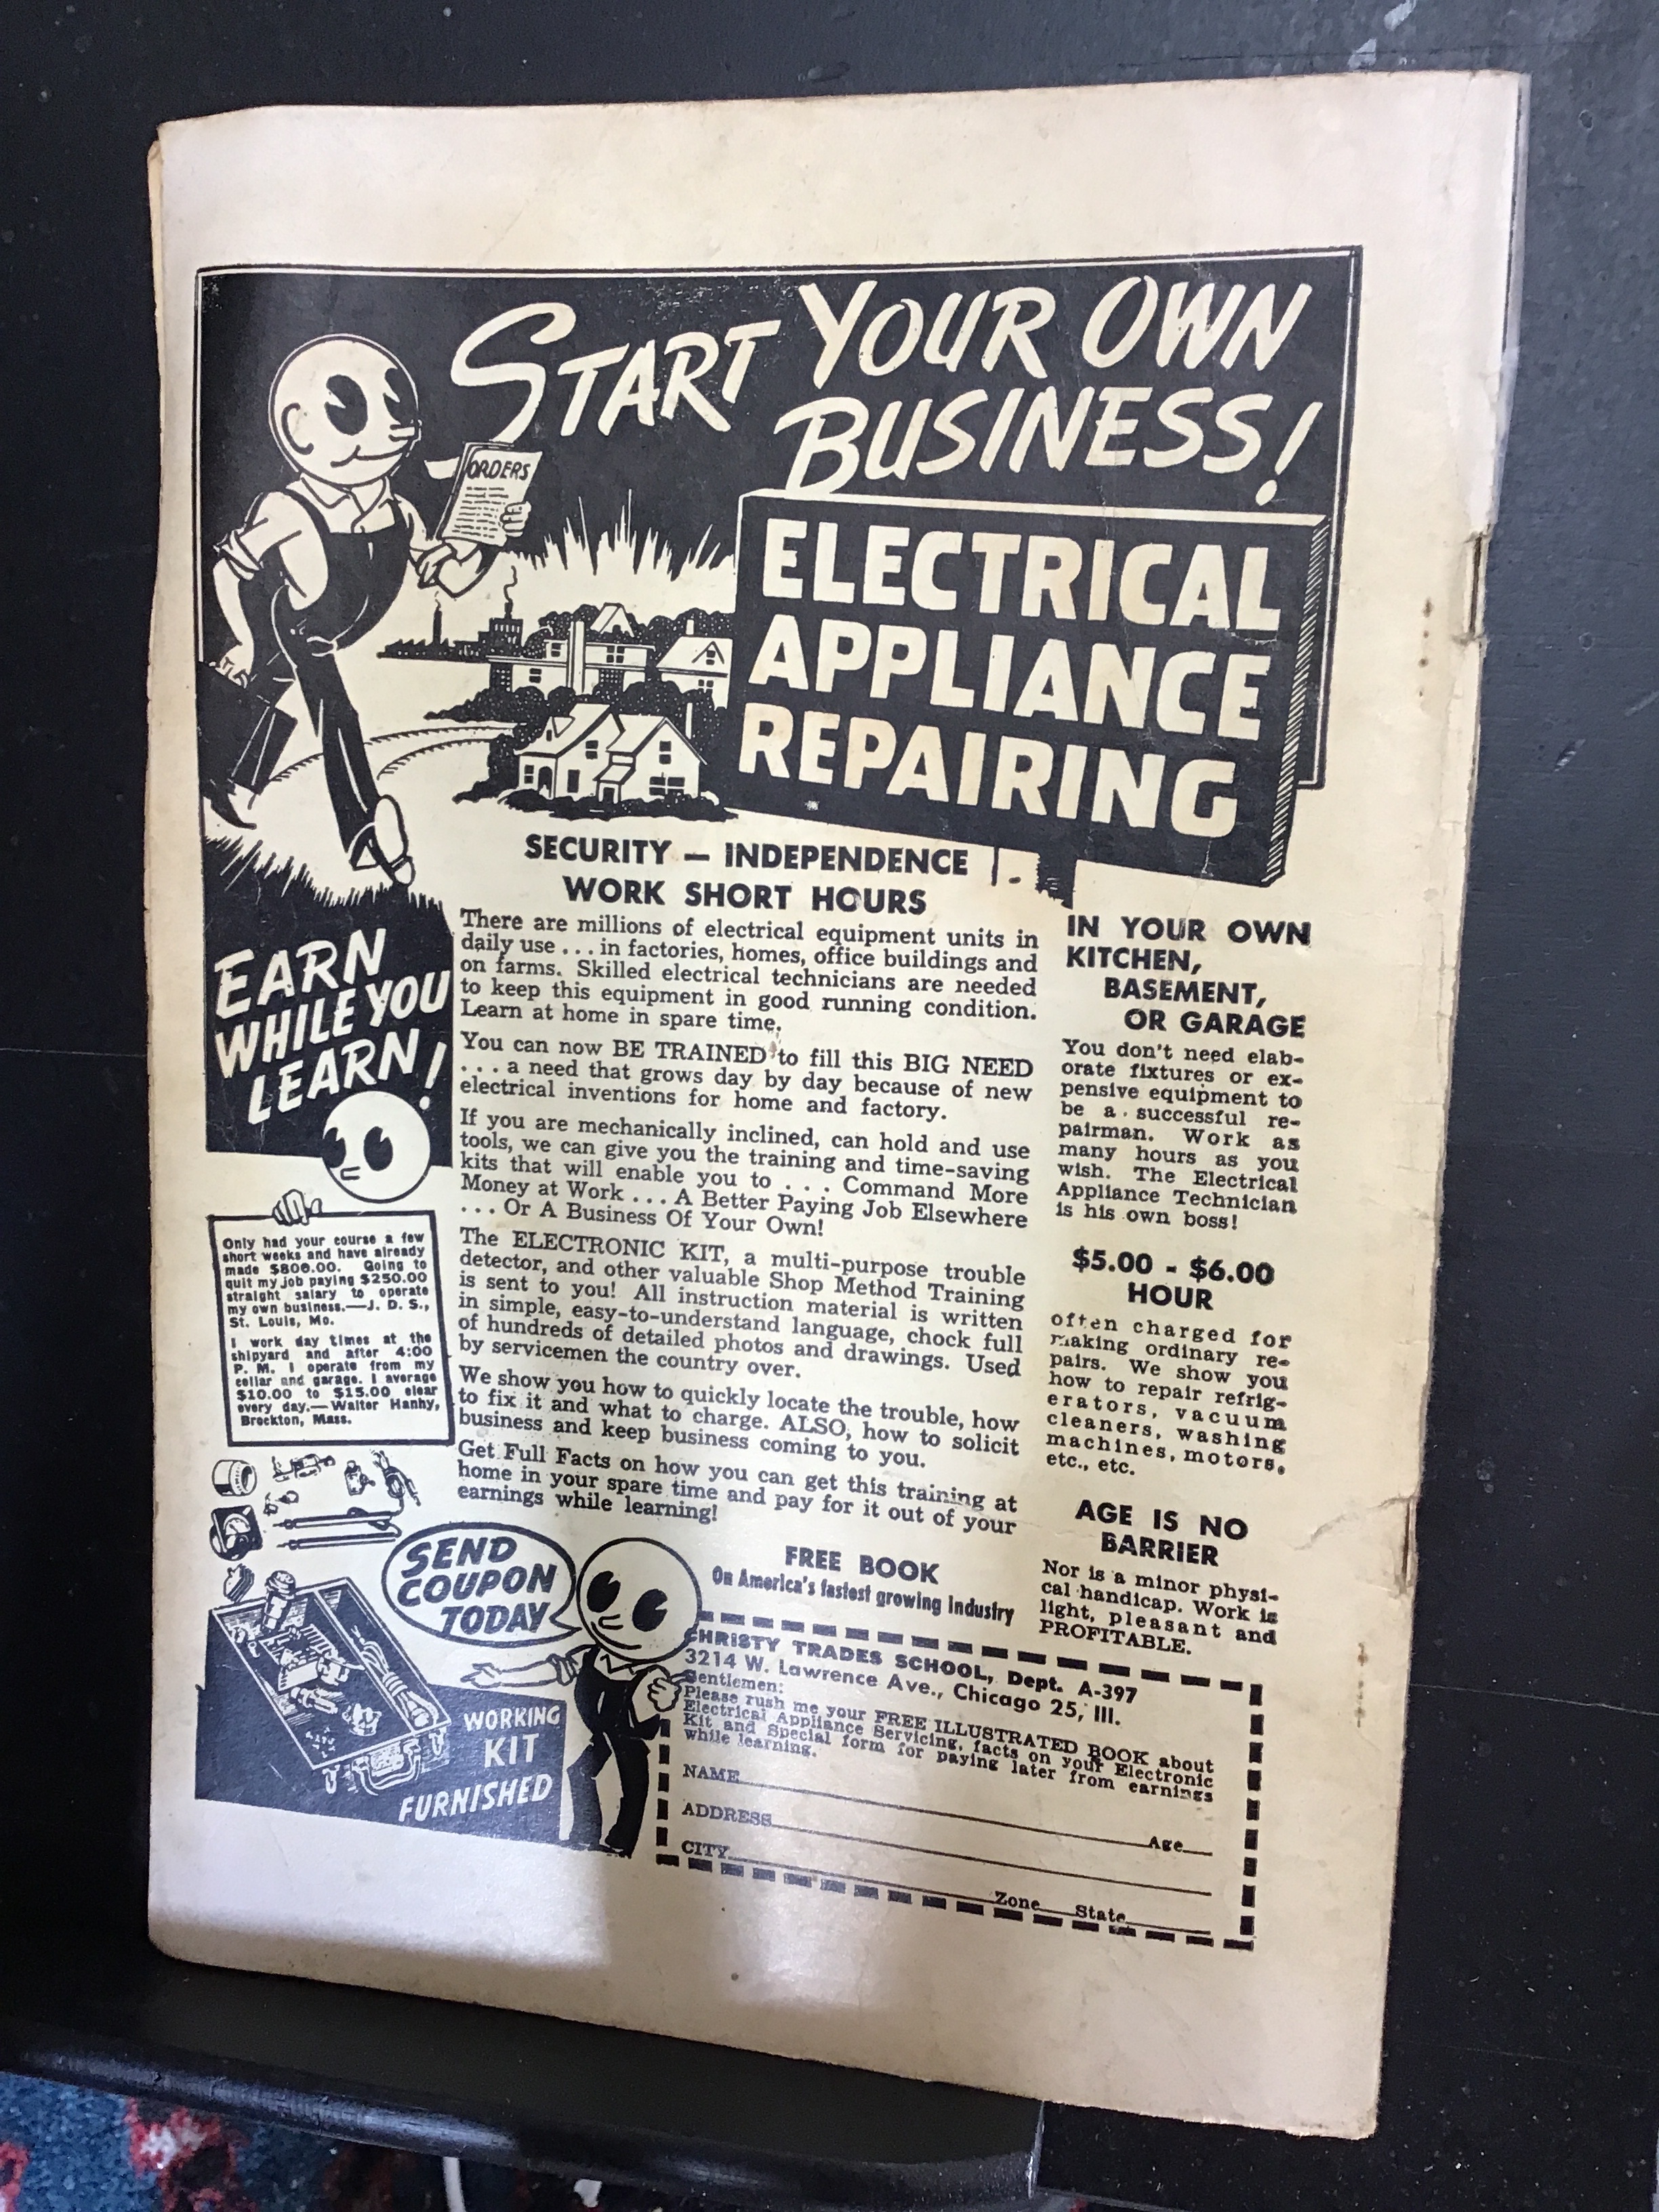 START YOUR OWN
BUSINESS!
ORDERS
ELECTRICAL
APPLIANCE
REPAIRING
SECURITY — INDEPENDENCE
WORK SHORT HOURS
There are millions of electrical equipment units in
daily use . . . in factories, homes, office buildings and
on farms. Skilled electrical technicians are needed
to keep this equipment in good running condition.
Learn at home in spare time.
You can now BE TRAINED to fill this BIG NEED
. . . a need that grows day by day because of new
electrical inventions for home and factory.
If you are mechanically inclined, can hold and use
tools, we can give you the training and time-saving
kits that will enable you to . . . Command More
Money at Work . . . A Better Paying Job Elsewhere
. . . Or A Business Of Your Own!
The ELECTRONIC KIT, a multi-purpose trouble
detector, and other valuable Shop Method Training
is sent to you! All instruction material is written
in simple, easy-to-understand language, chock full
of hundreds of detailed photos and drawings. Used
by servicemen the country over.
We show you how to quickly locate the trouble, how
to fix it and what to charge. ALSO, how to solicit
business and keep business coming to you.
Get Full Facts on how you can get this training at
home in your spare time and pay for it out of your
earnings while learning!
IN YOUR OWN
KITCHEN,
BASEMENT,
OR GARAGE
You don't need elab-
orate fixtures or ex-
pensive equipment to
be a successful re-
pairman. Work as
many hours as you
wish. The Electrical
Appliance Technician
is his own boss!
$5.00 - $6.00
HOUR
often charged for
making ordinary re-
pairs. We show you
how to repair refrig-
erators, vacuum
cleaners, washing
machines, motors,
etc., etc.
AGE IS NO
BARRIER
Nor is a minor physi-
cal handicap. Work is
light, pleasant and
PROFITABLE.
EARN
WHILE YOU
LEARN!
Only had your course a few
short weeks and have already
made $800.00. Going to
quit my job paying $250.00
straight salary to operate
my own business.—J. D. S.,
St. Louis, Mo.
I work day times at the
shipyard and after 4:00
P. M. I operate from my
cellar and garage. I average
$10.00 to $15.00 clear
every day.—Walter Hanhy,
Brockton, Mass.
SEND
COUPON
TODAY
WORKING
KIT
FURNISHED
FREE BOOK
On America's fastest growing Industry
CHRISTY TRADES SCHOOL, Dept. A-397
3214 W. Lawrence Ave., Chicago 25, Ill.
Gentlemen:
Please rush me your FREE ILLUSTRATED BOOK about
Electrical Appliance Servicing, facts on your Electronic
Kit and Special form for paying later from earnings
while learning.
NAME
Age
ADDRESS
CITY
Zone State